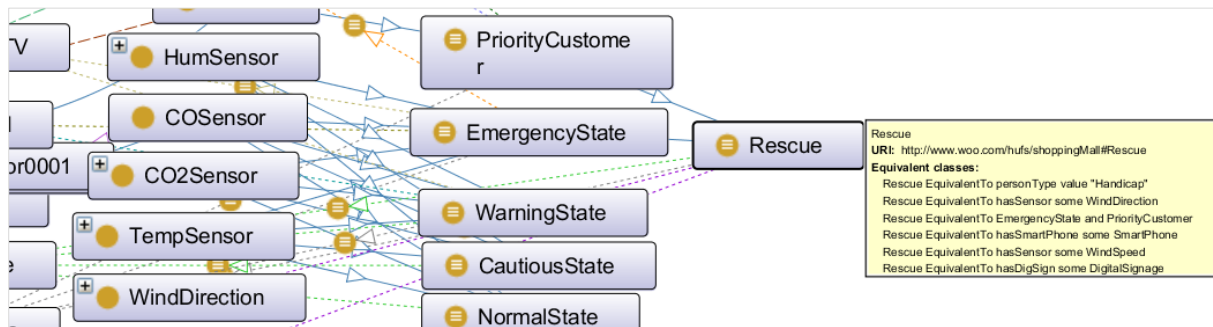 TV
HumSensor
PriorityCustome
r
COSensor
EmergencyState
Rescue
or0001
CO2Sensor
WarningState
TempSensor
CautiousState
WindDirection
NormalState
Rescue
URI: http://www.woo.com/hufs/shoppingMall#Rescue
Equivalent classes:
Rescue EquivalentTo personType value "Handicap"
Rescue EquivalentTo hasSensor some WindDirection
Rescue EquivalentTo EmergencyState and PriorityCustomer
Rescue EquivalentTo hasSmartPhone some SmartPhone
Rescue EquivalentTo hasSensor some WindSpeed
Rescue EquivalentTo hasDigSign some DigitalSignage